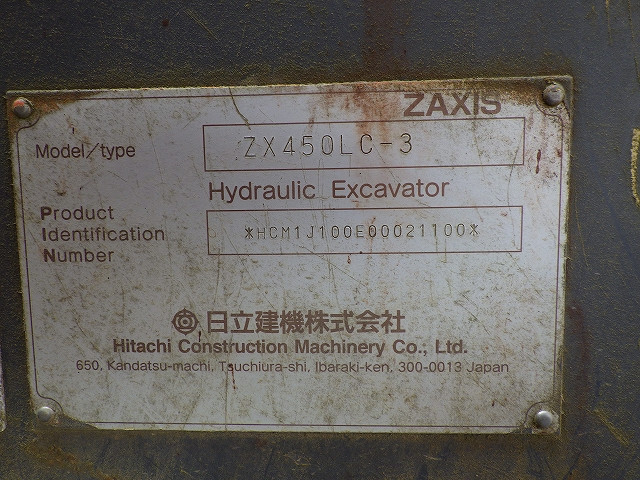 ZAXIS
Model/type ZX450LC-3
Hydraulic Excavator
Product
Identification
Number
*HCM1J100E00021100*
日立建機株式会社
Hitachi Construction Machinery Co., Ltd.
650, Kandatsu-machi, Tsuchiura-shi, Ibaraki-ken, 300-0013 Japan